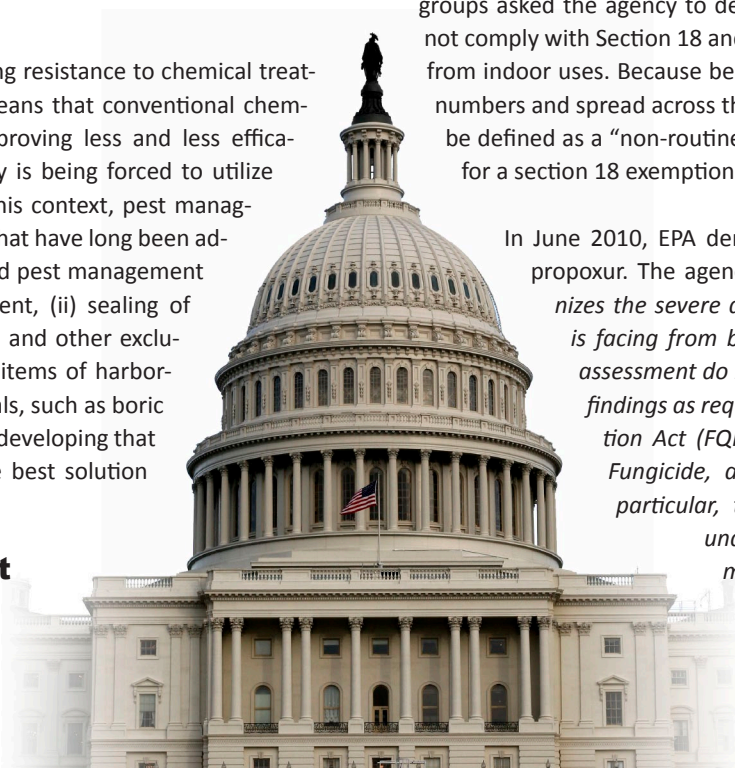 ng resistance to chemical treat-
eans that conventional chem-
proving less and less effica-
y is being forced to utilize
his context, pest manag-
hat have long been ad-
d pest management
ent, (ii) sealing of
and other exclu-
items of harbor-
ls, such as boric
developing that
e best solution
t
groups asked the agency to de
not comply with Section 18 and
from indoor uses. Because be
numbers and spread across th
be defined as a “non-routine
for a section 18 exemption
In June 2010, EPA den
propoxur. The agenc
nizes the severe d
is facing from b
assessment do
findings as req
tion Act (FQ
Fungicide, a
particular, t
und
m